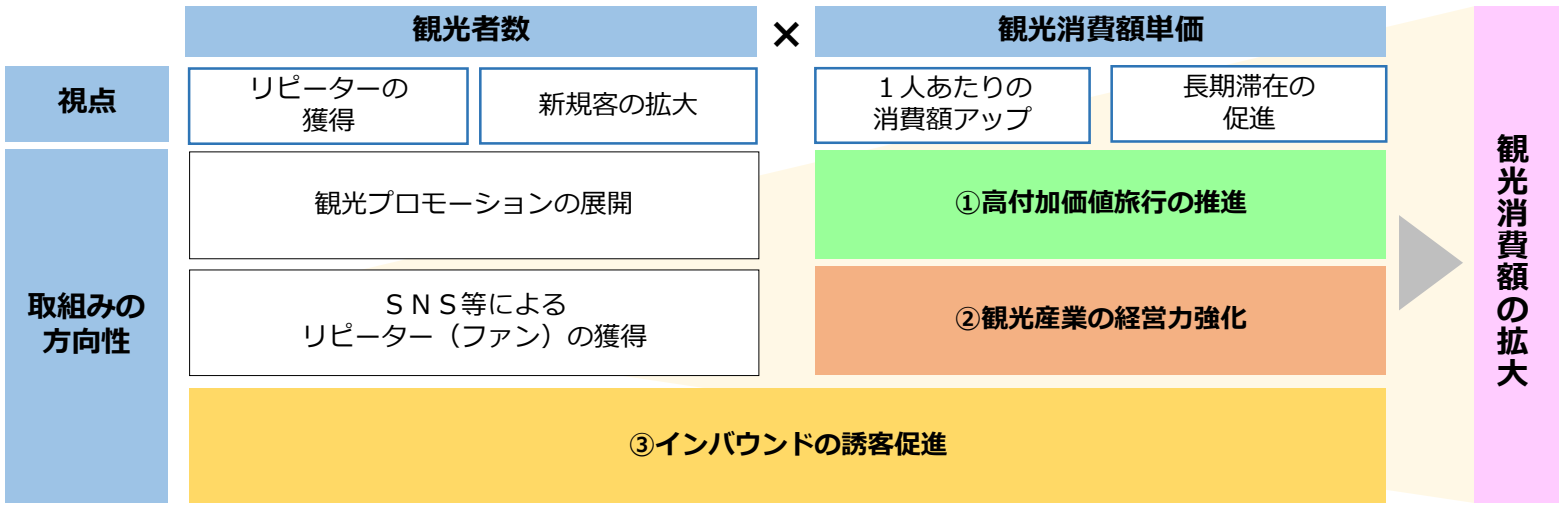 観光者数
×
観光消費額単価
視点
リピーターの
獲得
新規客の拡大
１人あたりの
消費額アップ
長期滞在の
促進
取組みの
方向性
観光プロモーションの展開
①高付加価値旅行の推進
ＳＮＳ等による
リピーター（ファン）の獲得
②観光産業の経営力強化
③インバウンドの誘客促進
観光消費額の拡大